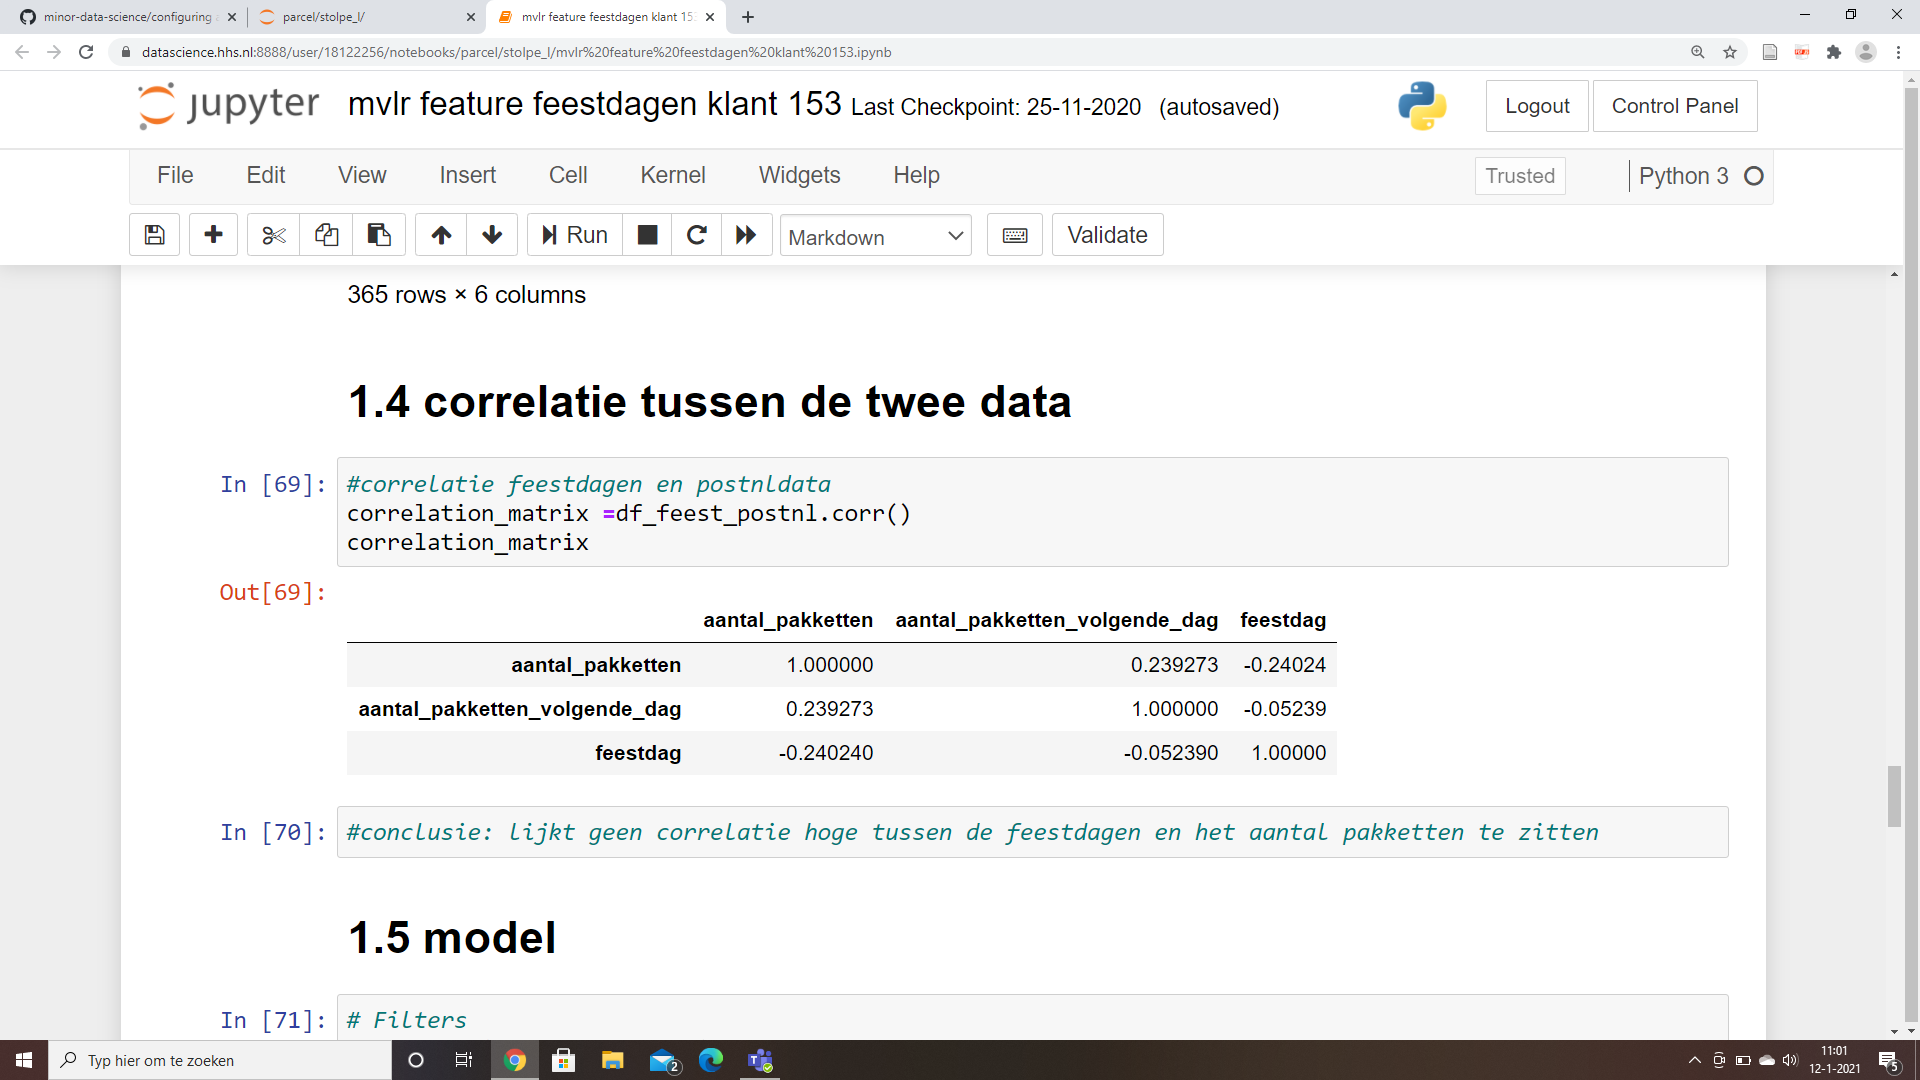 minor-data-science/configuring
parcel/stolpe_l/
mvlr feature feestdagen klant 15
datascience.hhs.nl:8888/user/18122256/notebooks/parcel/stolpe_l/mvlr%20feature%20feestdagen%20klant%20153.ipynb
jupyter mvlr feature feestdagen klant 153 Last Checkpoint: 25-11-2020 (autosaved)
Logout Control Panel
File Edit View Insert Cell Kernel Widgets Help Trusted Python 3
Run Markdown Validate
365 rows × 6 columns
1.4 correlatie tussen de twee data
In [69]: #correlatie feestdagen en postnldata
correlation_matrix =df_feest_postnl.corr()
correlation_matrix
Out[69]:
aantal_pakketten aantal_pakketten_volgende_dag feestdag
aantal_pakketten 1.000000 0.239273 -0.24024
aantal_pakketten_volgende_dag 0.239273 1.000000 -0.05239
feestdag -0.240240 -0.052390 1.00000
In [70]: #conclusie: lijkt geen correlatie hoge tussen de feestdagen en het aantal pakketten te zitten
1.5 model
In [71]: # Filters
Typ hier om te zoeken
2
11:01
12-1-2021
5